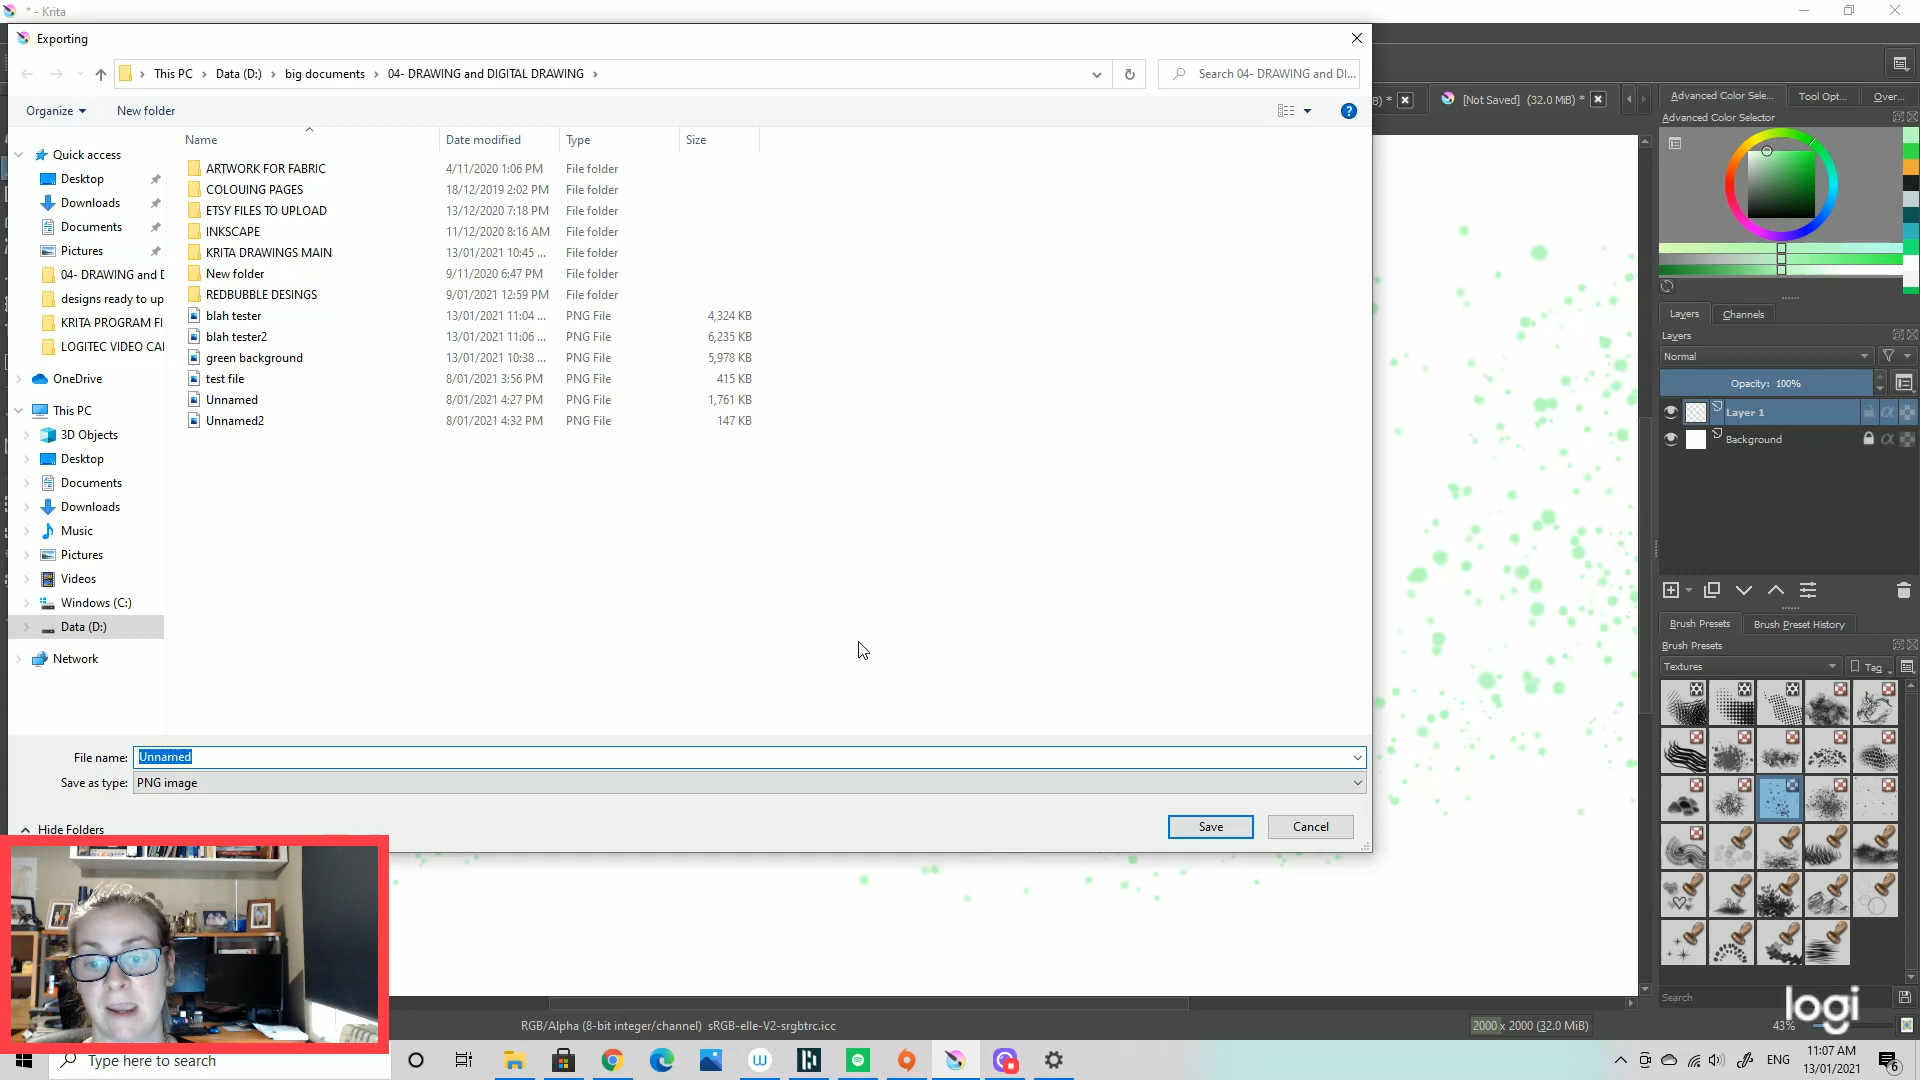 * - Krita
Exporting
This PC › Data (D:) › big documents › 04- DRAWING and DIGITAL DRAWING ›
Search 04- DRAWING and DI...
Organize
New folder
Name
Date modified
Type
Size
ARTWORK FOR FABRIC 4/11/2020 1:06 PM File folder
COLOUING PAGES 18/12/2019 2:02 PM File folder
ETSY FILES TO UPLOAD 13/12/2020 7:18 PM File folder
INKSCAPE 11/12/2020 8:16 AM File folder
KRITA DRAWINGS MAIN 13/01/2021 10:45 ... File folder
New folder 9/11/2020 6:47 PM File folder
REDBUBBLE DESINGS 9/01/2021 12:59 PM File folder
blah tester 13/01/2021 11:04 ... PNG File 4,324 KB
blah tester2 13/01/2021 11:06 ... PNG File 6,235 KB
green background 13/01/2021 10:38 ... PNG File 5,978 KB
test file 8/01/2021 3:56 PM PNG File 415 KB
Unnamed 8/01/2021 4:27 PM PNG File 1,761 KB
Unnamed2 8/01/2021 4:32 PM PNG File 147 KB
Quick access
Desktop
Downloads
Documents
Pictures
04- DRAWING and D
designs ready to up
KRITA PROGRAM FI
LOGITEC VIDEO CAI
OneDrive
This PC
3D Objects
Desktop
Documents
Downloads
Music
Pictures
Videos
Windows (C:)
Data (D:)
Network
File name: Unnamed
Save as type: PNG image
Hide Folders
Save
Cancel
B) *
[Not Saved] (32.0 MiB) *
Advanced Color Sele...
Tool Opt...
Over...
Advanced Color Selector
Layers
Channels
Layers
Normal
Opacity: 100%
Layer 1
Background
Brush Presets
Brush Preset History
Brush Presets
Textures
Tag
Search
logi
RGB/Alpha (8-bit integer/channel) sRGB-elle-V2-srgbtrc.icc
2000 x 2000 (32.0 MiB)
43%
Type here to search
ENG
11:07 AM
13/01/2021
6